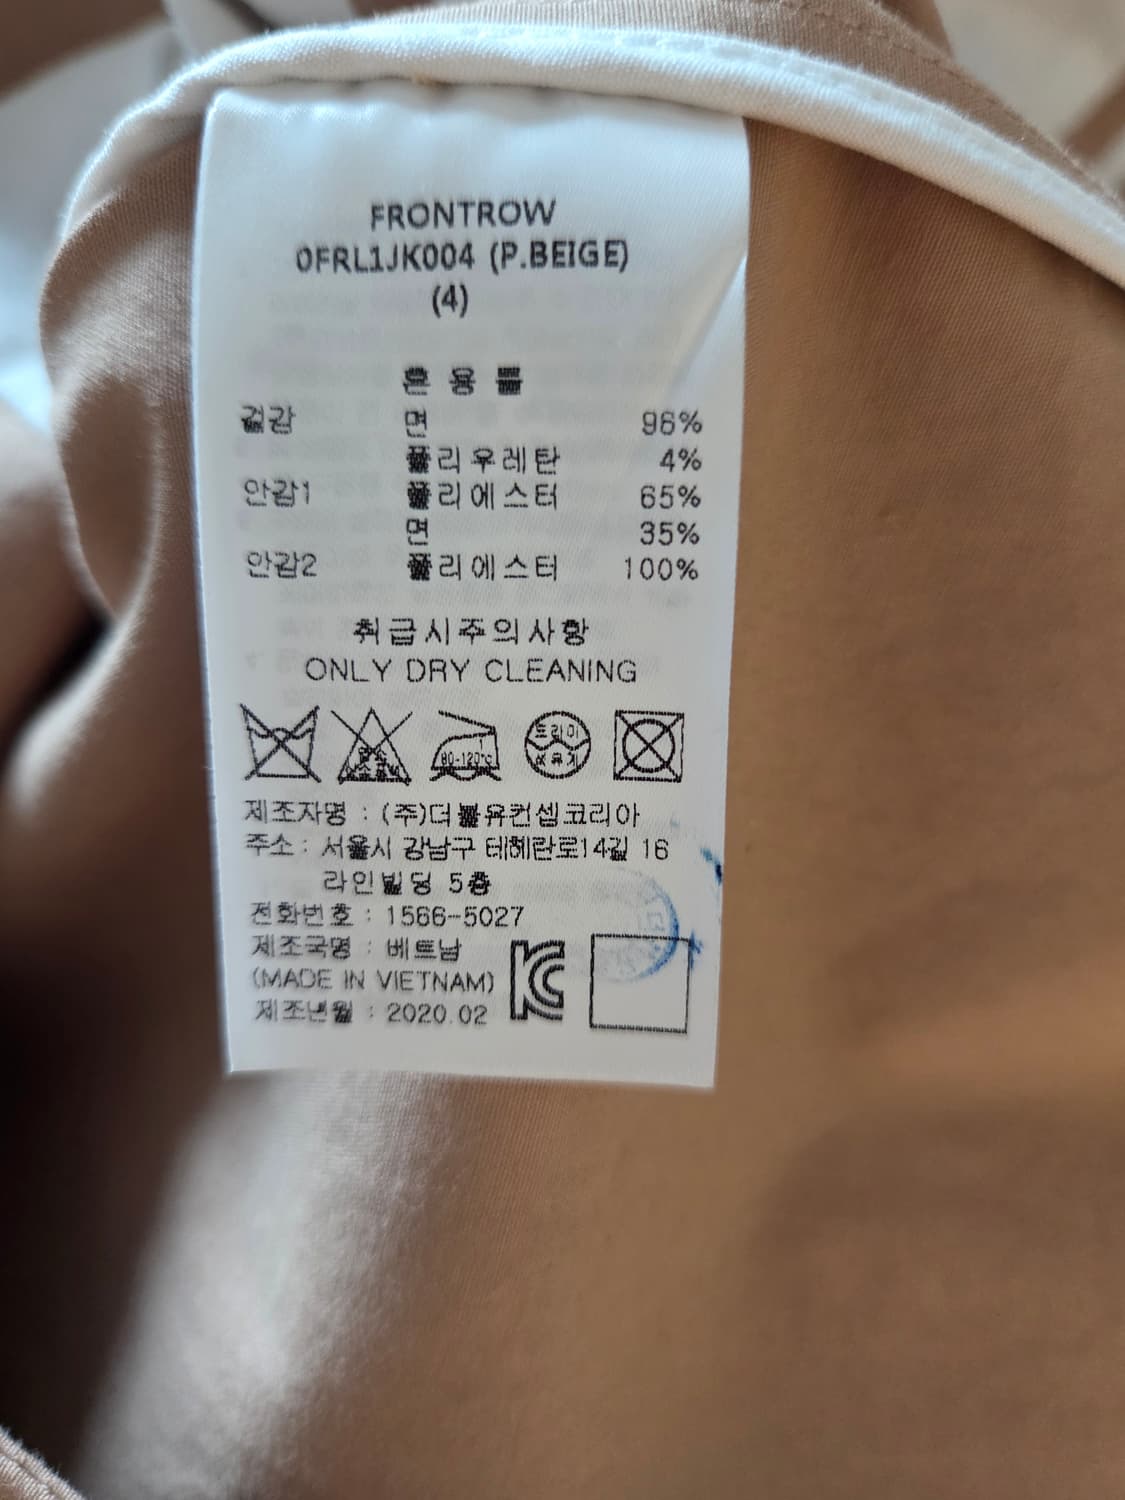 FRONTROW
0FRL1JK004 (P.BEIGE)
(4)
혼용률
겉감 면 96%
폴리우레탄 4%
안감1 폴리에스터 65%
면 35%
안감2 폴리에스터 100%
취급시주의사항
ONLY DRY CLEANING
80-120℃ 드라이
석유계
제조자명 : (주)더블유컨셉코리아
주소 : 서울시 강남구 테헤란로14길 16
라인빌딩 5층
전화번호 : 1566-5027
제조국명 : 베트남
(MADE IN VIETNAM)
제조년월 : 2020.02